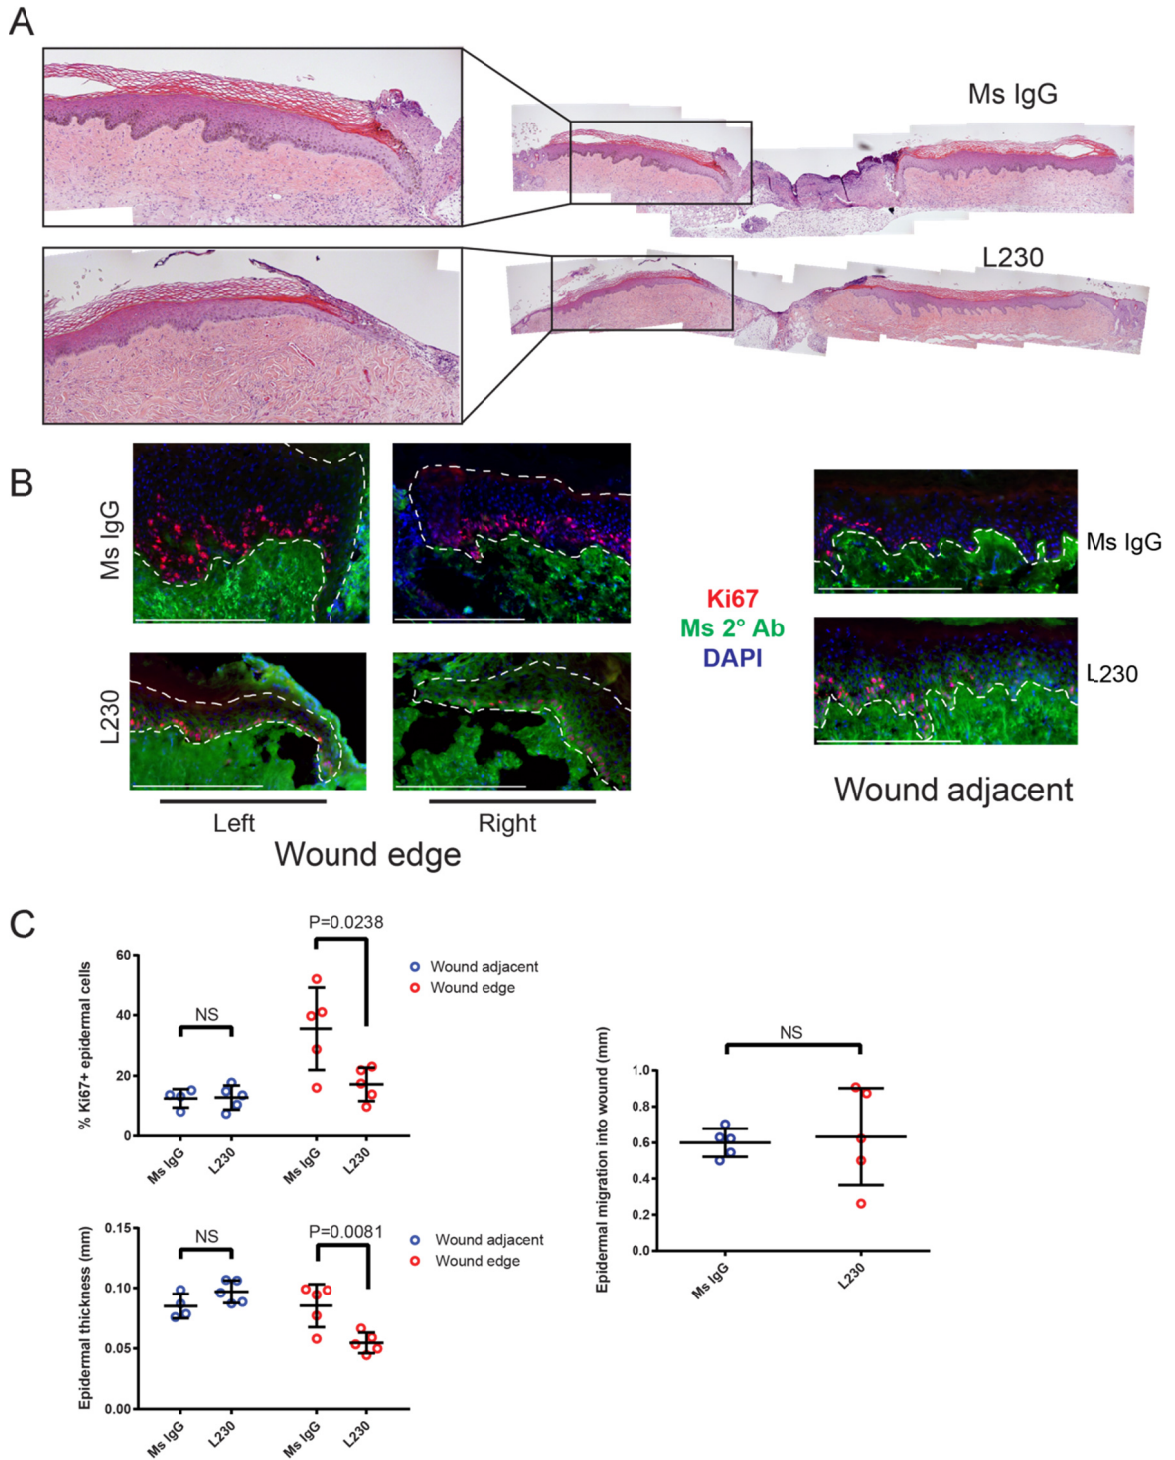 A
Ms IgG
L230
B
Ms IgG
L230
Left
Right
Wound edge
Ki67
Ms 2° Ab
DAPI
Ms IgG
L230
Wound adjacent
C
P=0.0238
NS
% Ki67+ epidermal cells
60
40
20
0
Ms IgG
L230
Ms IgG
L230
Wound adjacent
Wound edge
P=0.0081
NS
Epidermal thickness (mm)
0.15
0.10
0.05
0.00
Ms IgG
L230
Ms IgG
L230
Wound adjacent
Wound edge
NS
Epidermal migration into wound (mm)
1.0
0.8
0.6
0.4
0.2
0.0
Ms IgG
L230